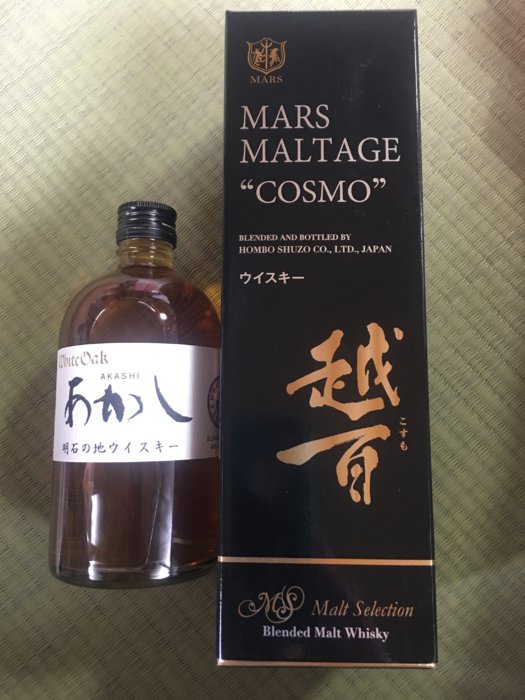 White Oak
AKASHI
あかし
明石の地ウイスキー
MARS
MARS
MALTAGE
“COSMO”
BLENDED AND BOTTLED BY
HOMBO SHUZO CO., LTD., JAPAN
ウイスキー
越百
こすも
MS Malt Selection
Blended Malt Whisky